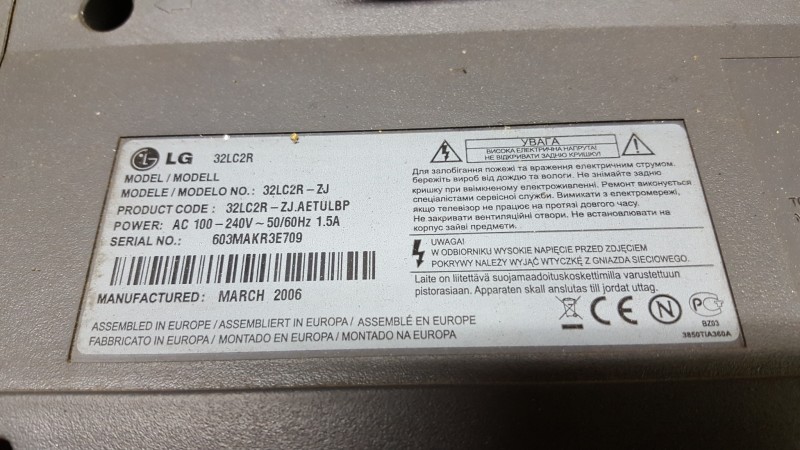 LG 32LC2R
MODEL / MODELL
MODELE / MODELO NO.: 32LC2R-ZJ
PRODUCT CODE : 32LC2R-ZJ.AETULBP
POWER: AC 100-240V~50/60Hz 1.5A
SERIAL NO.: 603MAKR3E709
MANUFACTURED: MARCH 2006
ASSEMBLED IN EUROPE / ASSEMBLIERT IN EUROPA / ASSEMBLÉ EN EUROPE
FABBRICATO IN EUROPA / MONTADO EN EUROPA / MONTADO NA EUROPA
УВАГА
ВИСОКА ЕЛЕКТРИЧНА НАПРУГА!
НЕ ВІДКРИВАТИ ЗАДНЮ КРИШКУ!
Для запобігання пожежі та враження електричним струмом.
бережіть вироб від дождю та вологи. Не знімайте задню
кришку при ввімкненому електроживленні. Ремонт виконується
спеціалістами сервісної служби. Вимикати з електромережі,
якщо телевізор не працює на протязі довгого часу.
Не закривати вентиляційні отвори. Не встановлювати на
корпус зайві предмети.
UWAGA!
W ODBIORNIKU WYSOKIE NAPIĘCIE PRZED ZDJĘCIEM
POKRYWY NALEŻY WYJĄĆ WTYCZKĘ Z GNIAZDA SIECIOWEGO.
Laite on liitettävä suojamaadoituskoskettimilla varustettuun
pistorasiaan. Apparaten skall anslutas till jordat uttag.
CE N PC
BZ03
3850TIA360A